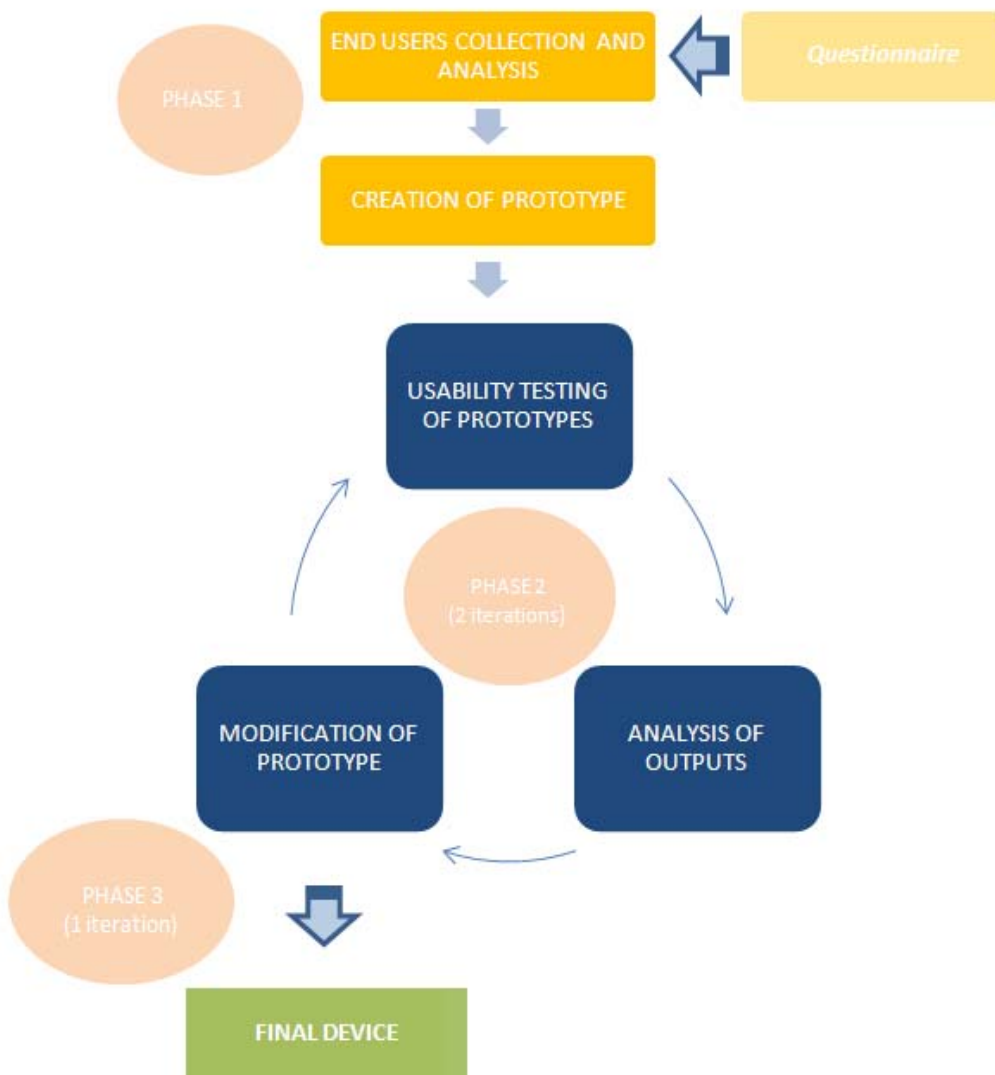 END USERS COLLECTION AND
ANALYSIS
Questionnaire
PHASE 1
CREATION OF PROTOTYPE
USABILITY TESTING
OF PROTOTYPES
PHASE 2
(2 iterations)
MODIFICATION OF
PROTOTYPE
ANALYSIS OF
OUTPUTS
PHASE 3
(1 iteration)
FINAL DEVICE